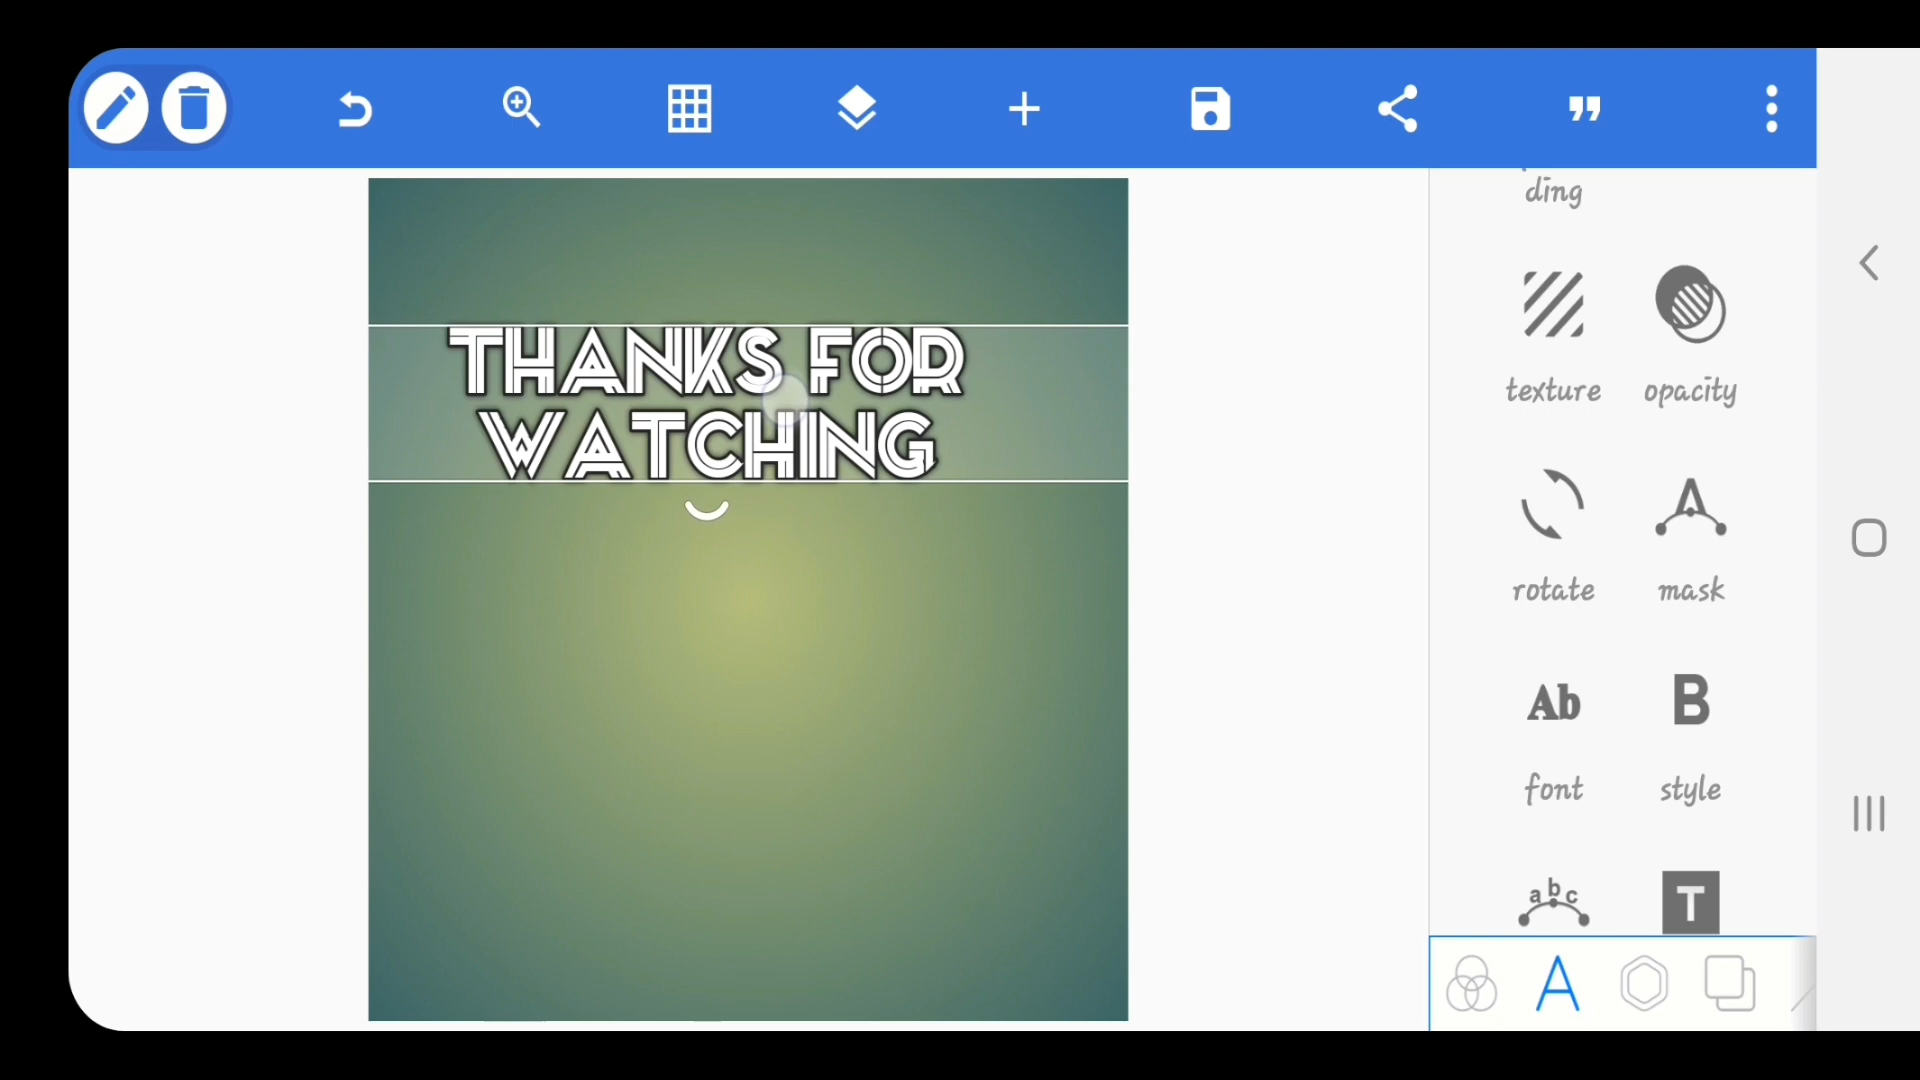 ding
THANKS FOR
WATCHING
texture
opacity
rotate
mask
Ab
B
font
style
abc
T
A